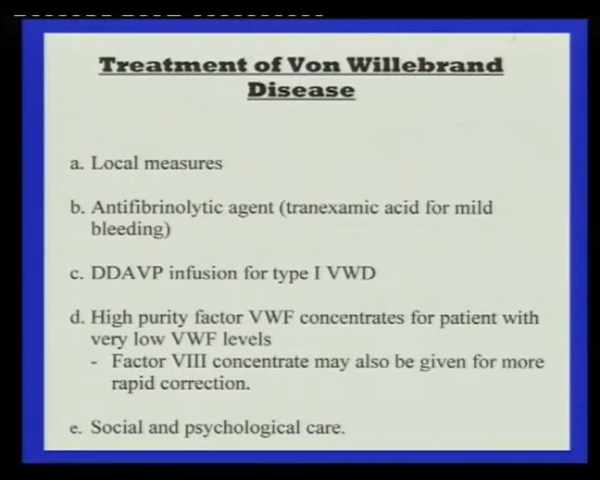 Treatment of Von Willebrand
Disease
a. Local measures
b. Antifibrinolytic agent (tranexamic acid for mild
bleeding)
c. DDAVP infusion for type I VWD
d. High purity factor VWF concentrates for patient with
very low VWF levels
- Factor VIII concentrate may also be given for more
rapid correction.
e. Social and psychological care.